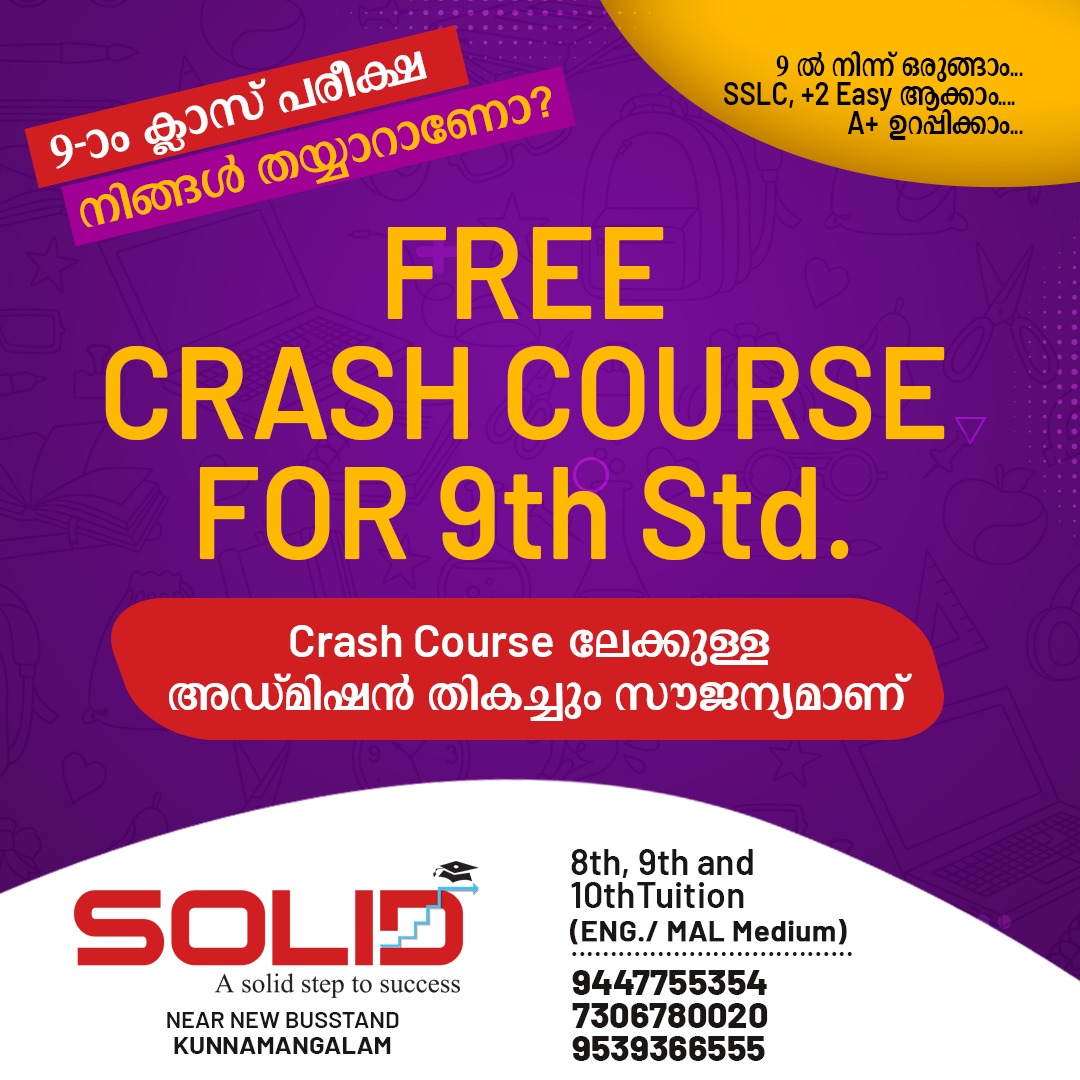 9-ാം ക്ലാസ് പരീക്ഷ
നിങ്ങൾ തയ്യാറാണോ?
9 ൽ നിന്ന് ഒരുങ്ങാം...
SSLC, +2 Easy ആക്കാം....
A+ ഉറപ്പിക്കാം...
FREE
CRASH COURSE
FOR 9th Std.
Crash Course ലേക്കുള്ള
അഡ്മിഷൻ തികച്ചും സൗജന്യമാണ്
SOLID
A solid step to success
NEAR NEW BUSSTAND
KUNNAMANGALAM
8th, 9th and
10thTuition
(ENG./ MAL Medium)
9447755354
7306780020
9539366555